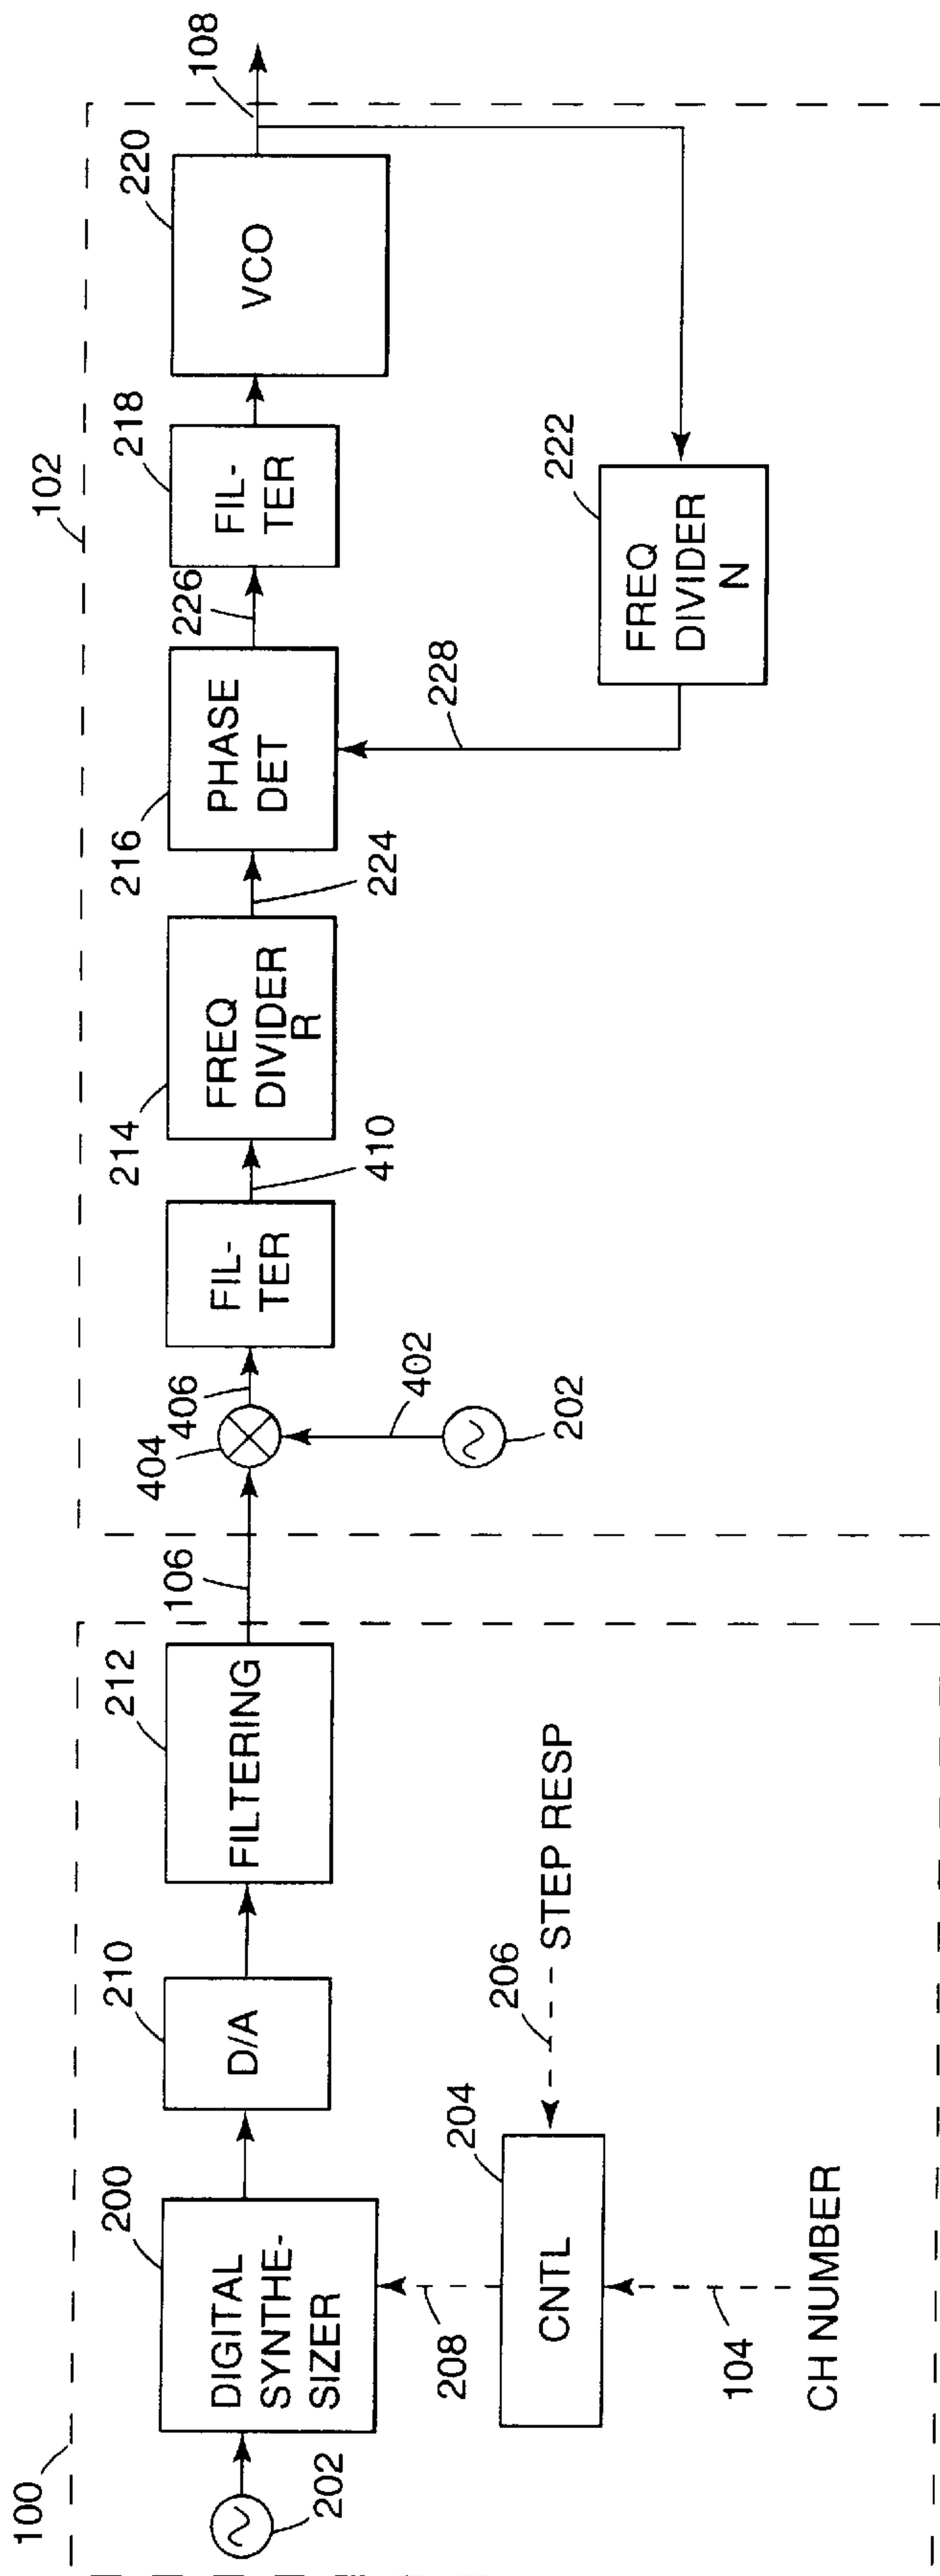 100
202
200
DIGITAL
SYNTHE-
SIZER
208
204
CNTL
104
CH NUMBER
206
STEP RESP
210
D/A
212
FILTERING
106
102
404
406
402
202
FIL-
TER
410
214
FREQ
DIVIDER
R
224
216
PHASE
DET
226
228
218
FIL-
TER
220
VCO
108
222
FREQ
DIVIDER
N